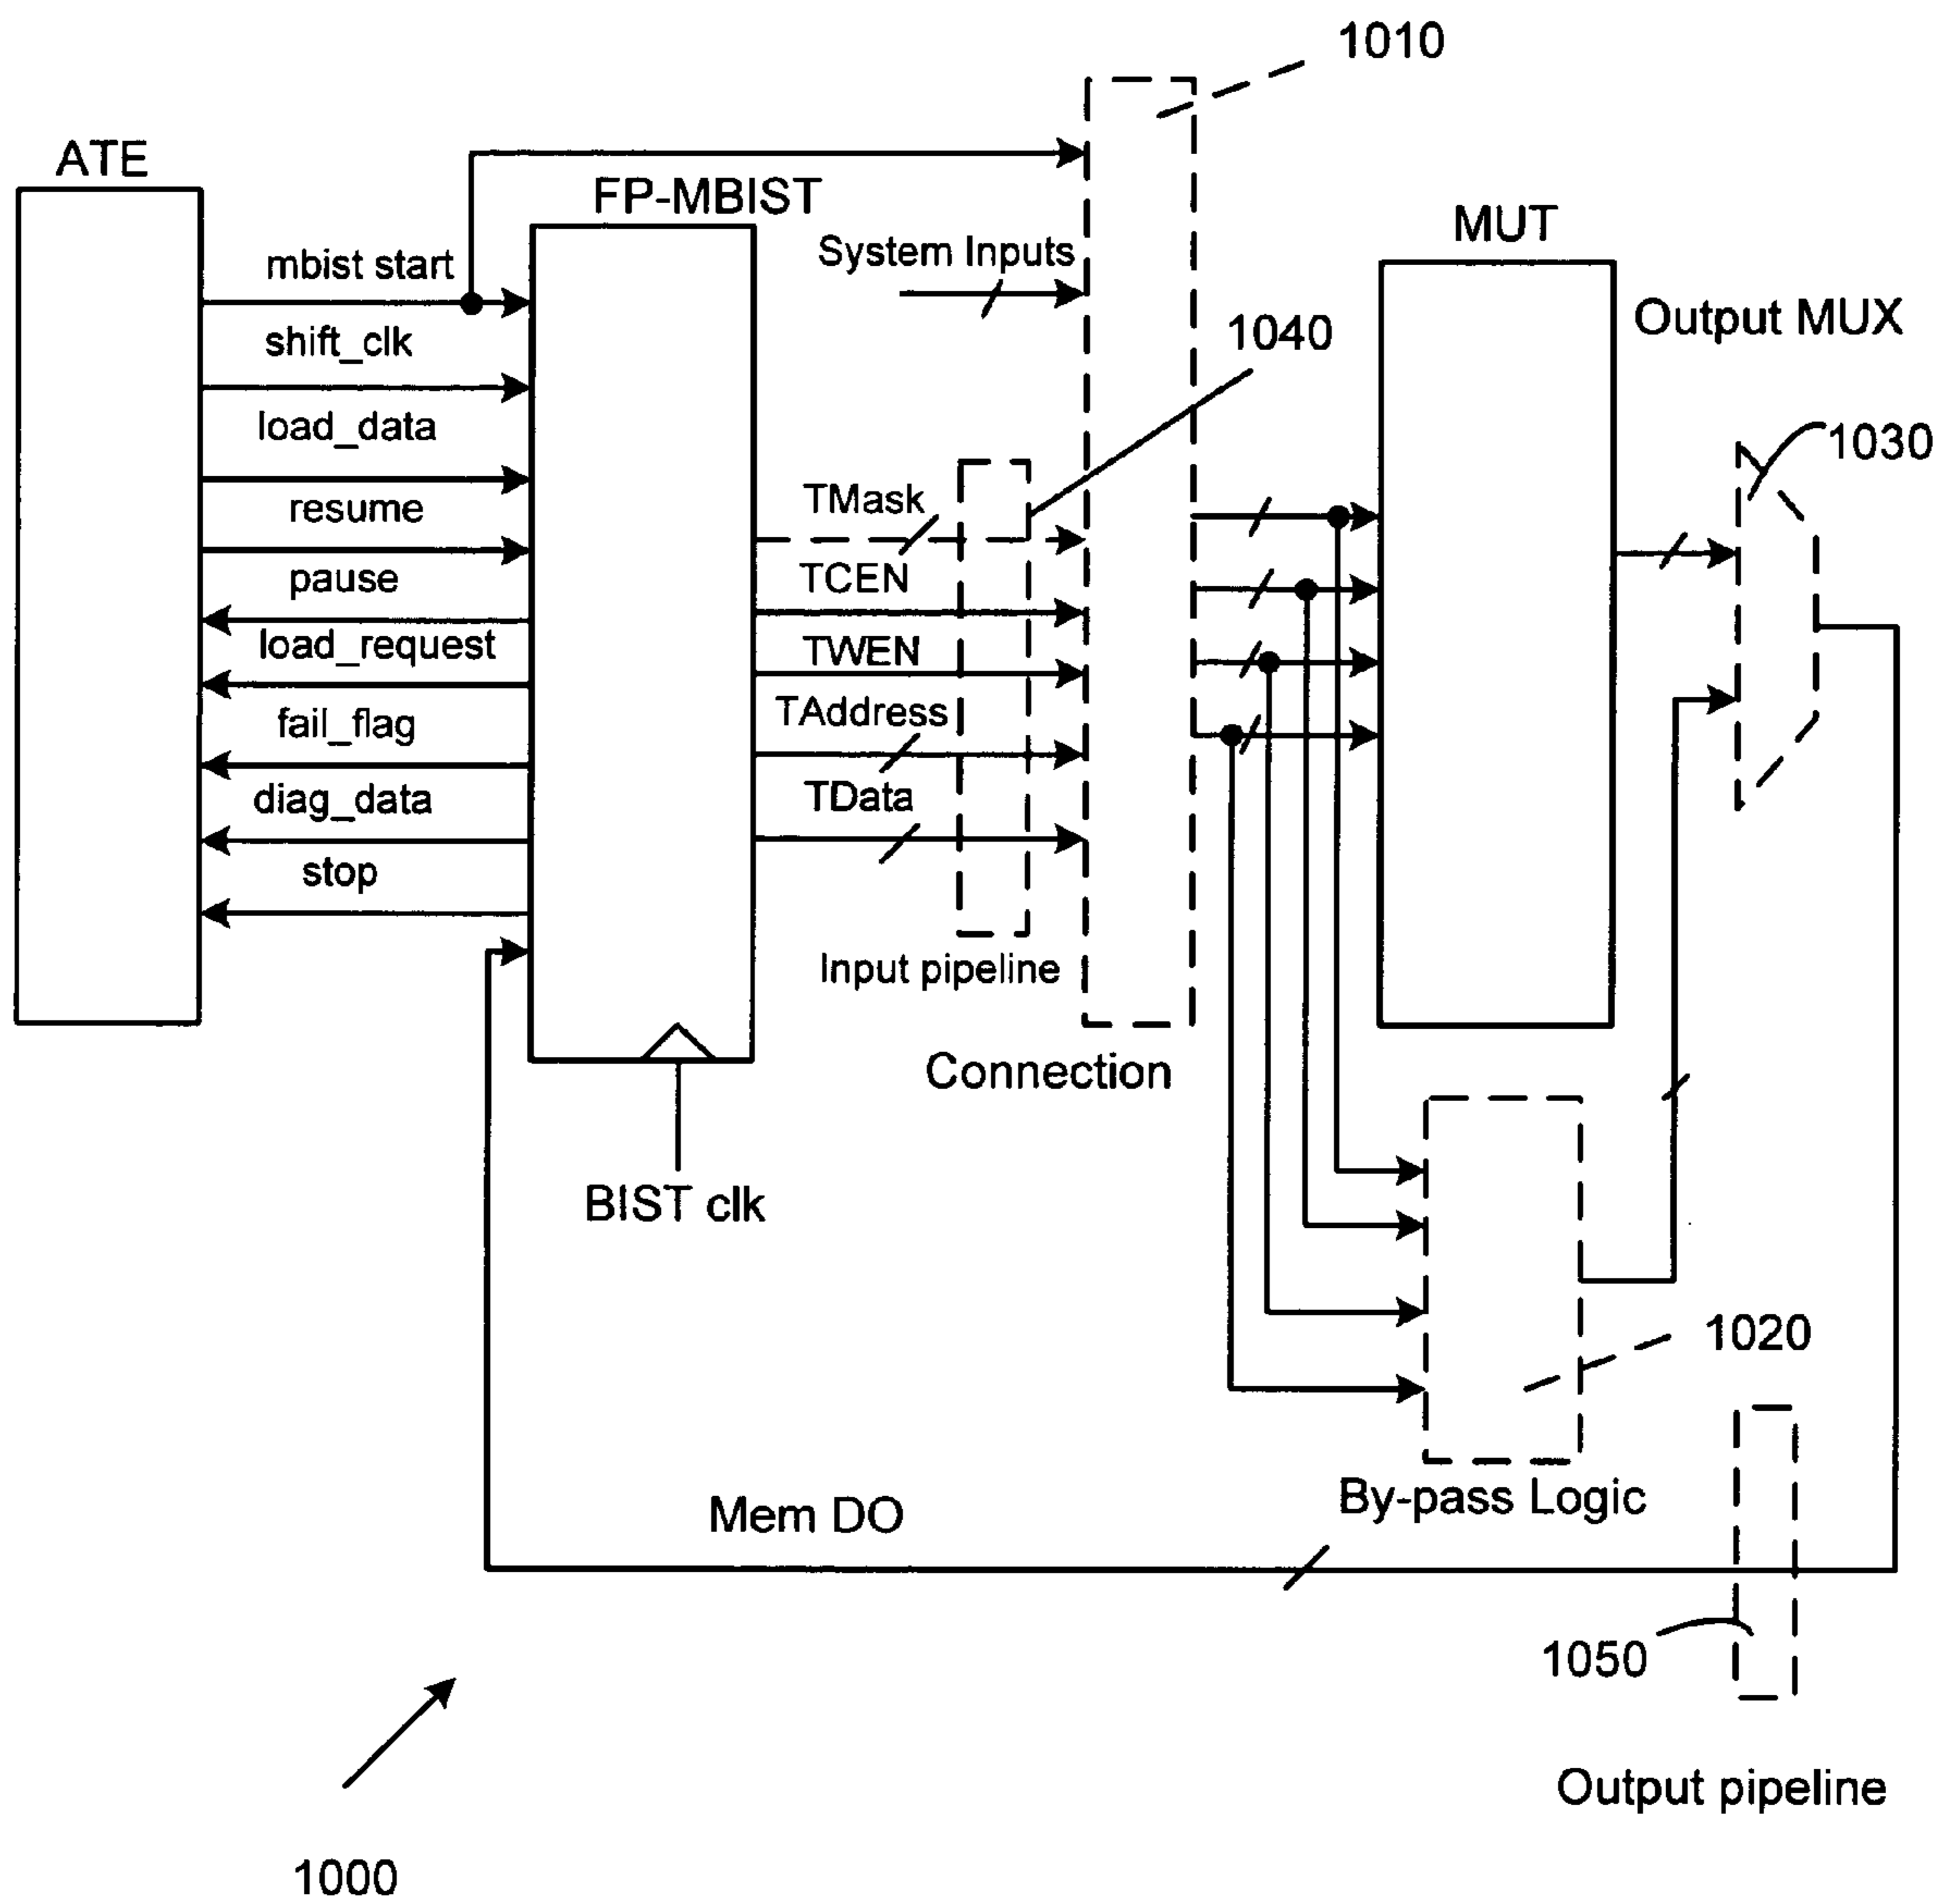 1010
ATE
FP-MBIST
MUT
mbist start
System Inputs
Output MUX
shift_clk
1040
load_data
1030
resume
TMask
pause
TCEN
load_request
TWEN
fail_flag
TAddress
diag_data
TData
stop
Input pipeline
Connection
BIST clk
1020
By-pass Logic
Mem DO
1050
Output pipeline
1000